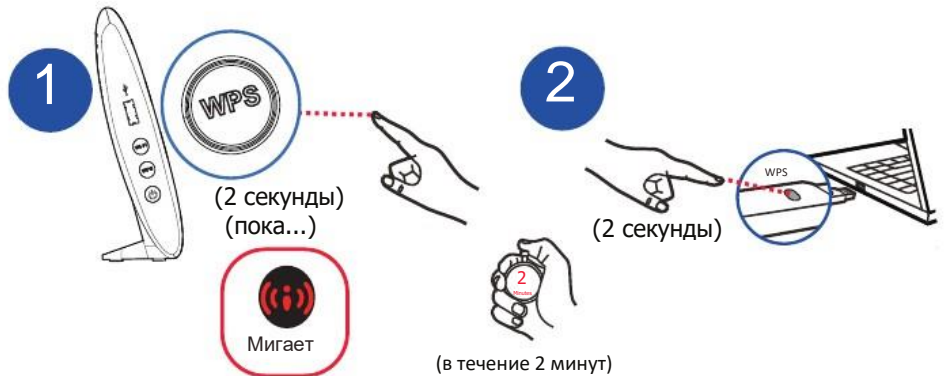 1
WPS
(2 секунды)
(пока...)
Мигает
2
WPS
(2 секунды)
2
Minutes
(в течение 2 минут)